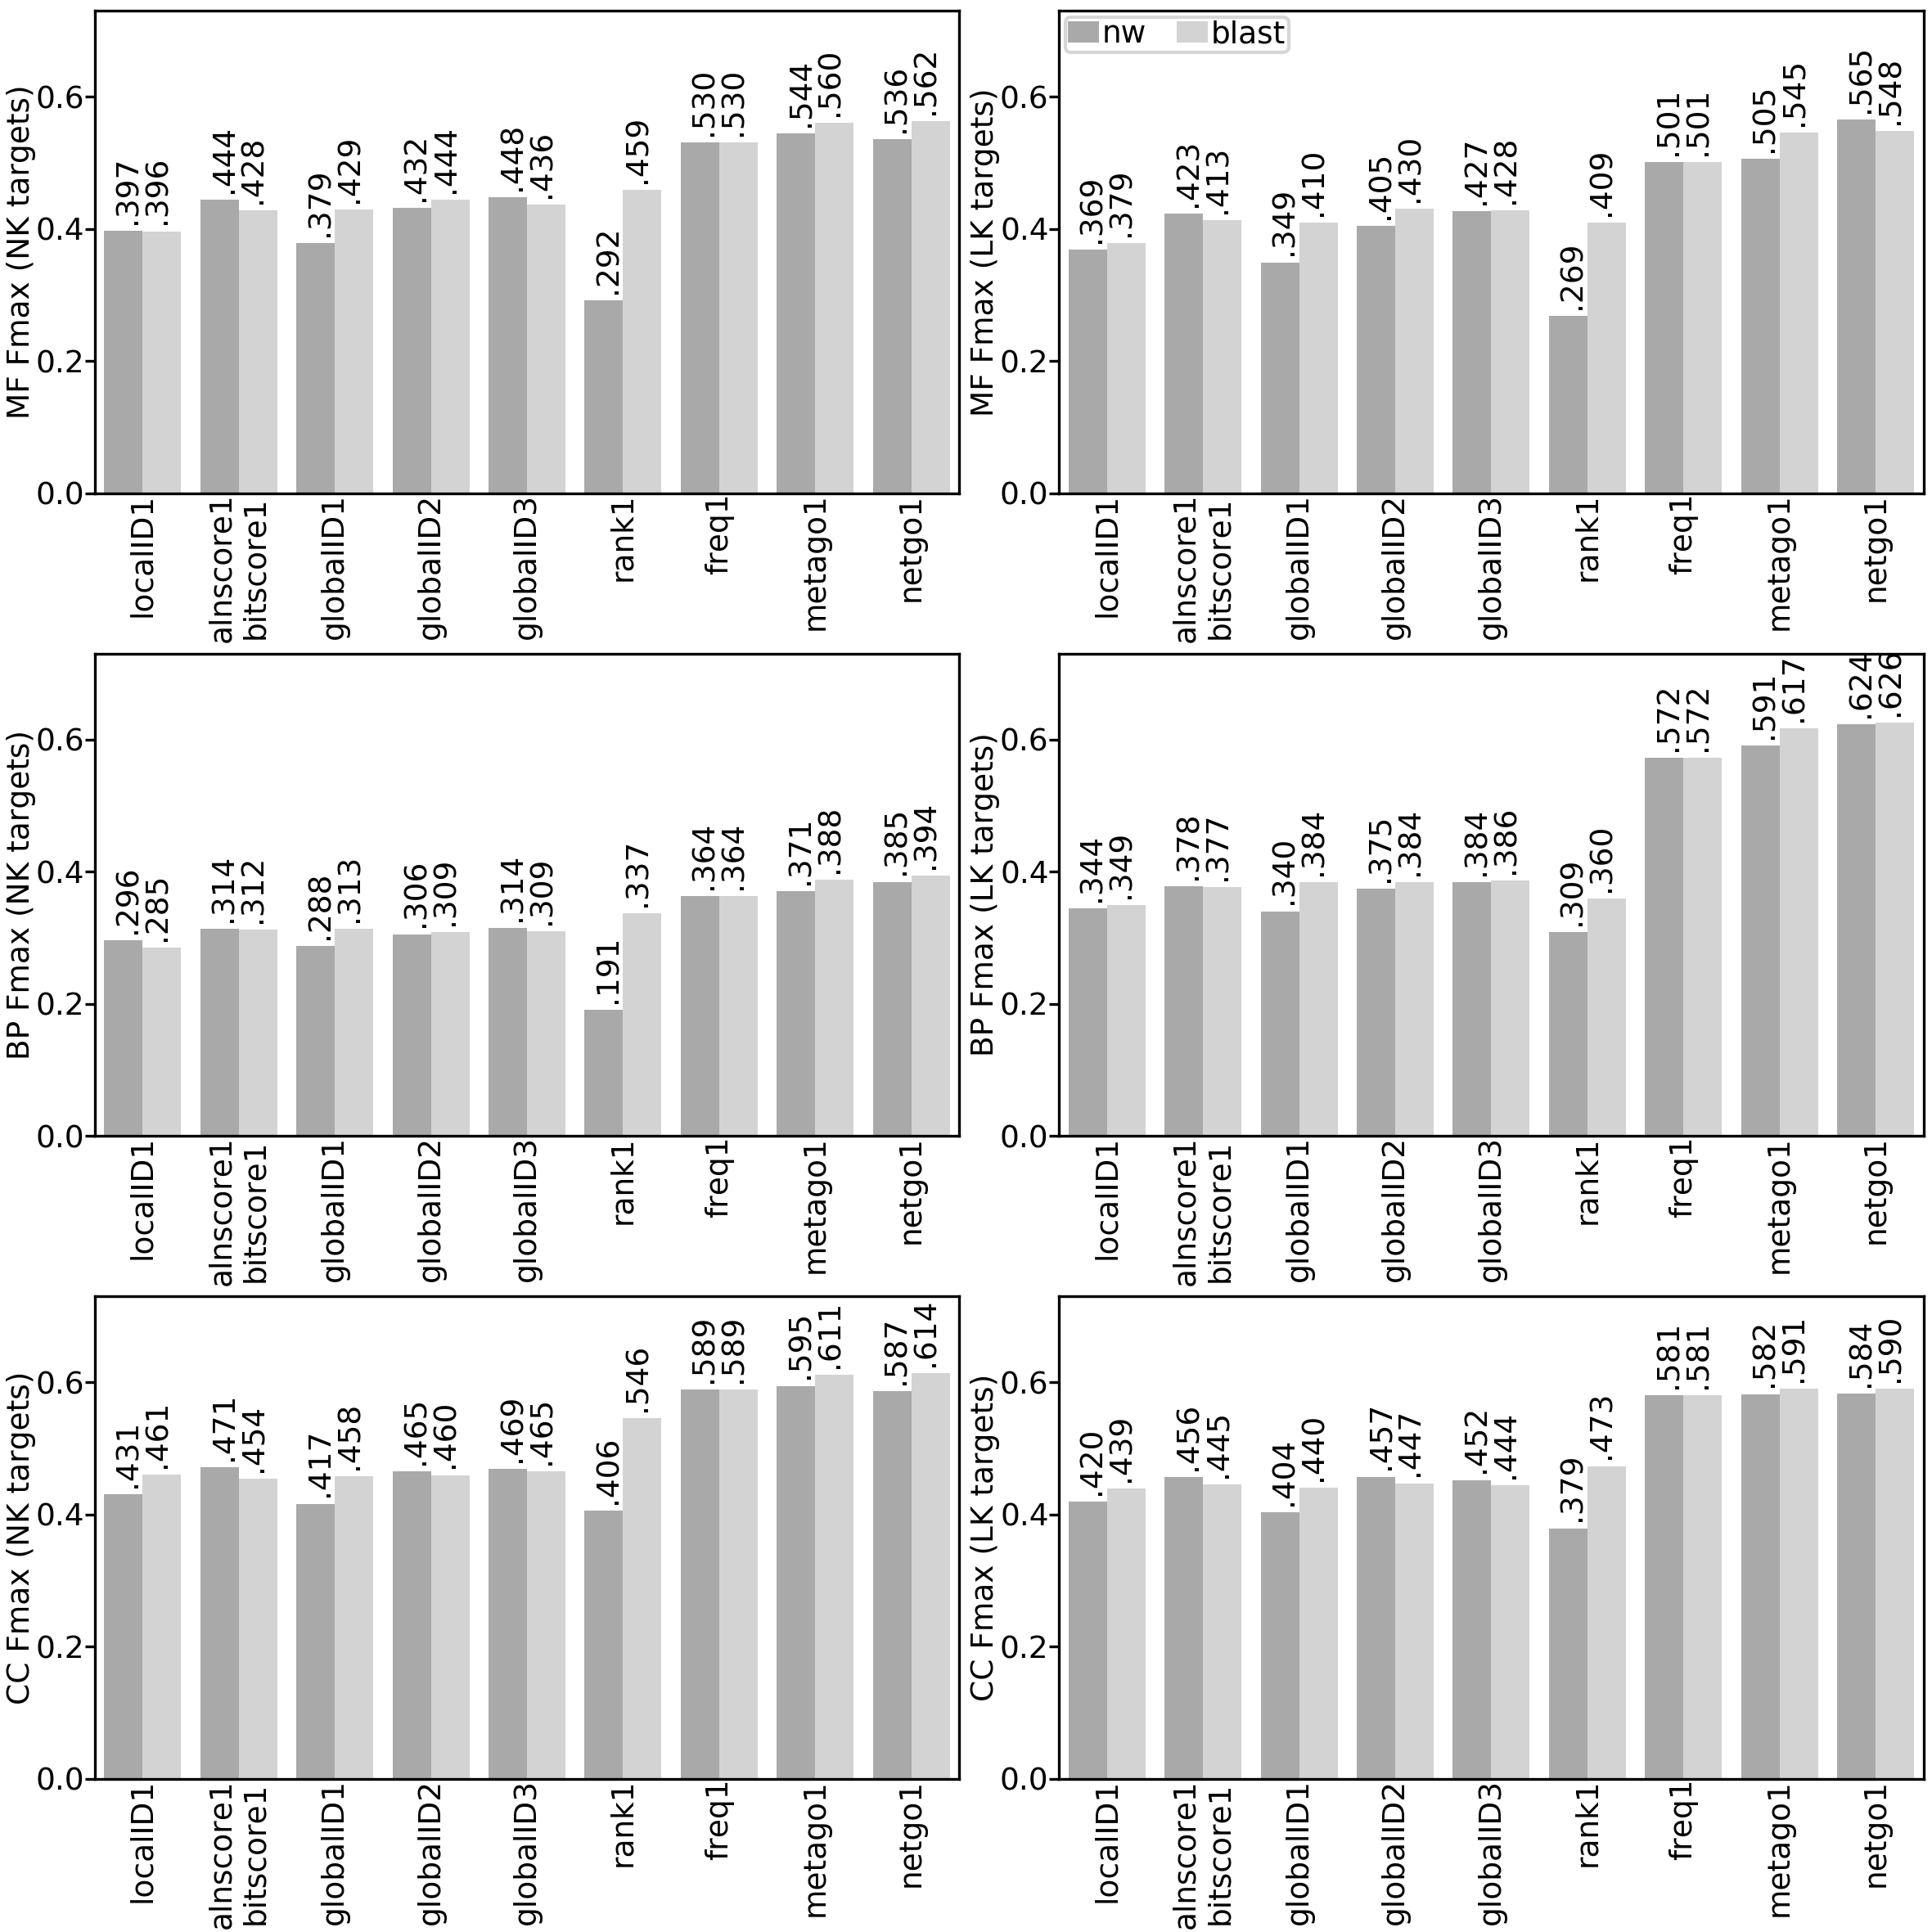 nw blast
MF Fmax (NK targets)
0.6
0.4
0.2
0.0
.397 .396 .444 .428 .379 .429 .432 .444 .448 .436 .292 .459 .530 .530 .544 .560 .536 .562
localID1
alnscore1
bitscore1
globalID1
globalID2
globalID3
rank1
freq1
metago1
netgo1
MF Fmax (LK targets)
0.6
0.4
0.2
0.0
.369 .379 .423 .413 .349 .410 .405 .430 .427 .428 .269 .409 .501 .501 .505 .545 .565 .548
localID1
alnscore1
bitscore1
globalID1
globalID2
globalID3
rank1
freq1
metago1
netgo1
BP Fmax (NK targets)
0.6
0.4
0.2
0.0
.296 .285 .314 .312 .288 .313 .306 .309 .314 .309 .191 .337 .364 .364 .371 .388 .385 .394
localID1
alnscore1
bitscore1
globalID1
globalID2
globalID3
rank1
freq1
metago1
netgo1
BP Fmax (LK targets)
0.6
0.4
0.2
0.0
.344 .349 .378 .377 .340 .384 .375 .384 .384 .386 .309 .360 .572 .572 .591 .617 .624 .626
localID1
alnscore1
bitscore1
globalID1
globalID2
globalID3
rank1
freq1
metago1
netgo1
CC Fmax (NK targets)
0.6
0.4
0.2
0.0
.431 .461 .471 .454 .417 .458 .465 .460 .469 .465 .406 .546 .589 .589 .595 .611 .587 .614
localID1
alnscore1
bitscore1
globalID1
globalID2
globalID3
rank1
freq1
metago1
netgo1
CC Fmax (LK targets)
0.6
0.4
0.2
0.0
.420 .439 .456 .445 .404 .440 .457 .447 .452 .444 .379 .473 .581 .581 .582 .591 .584 .590
localID1
alnscore1
bitscore1
globalID1
globalID2
globalID3
rank1
freq1
metago1
netgo1